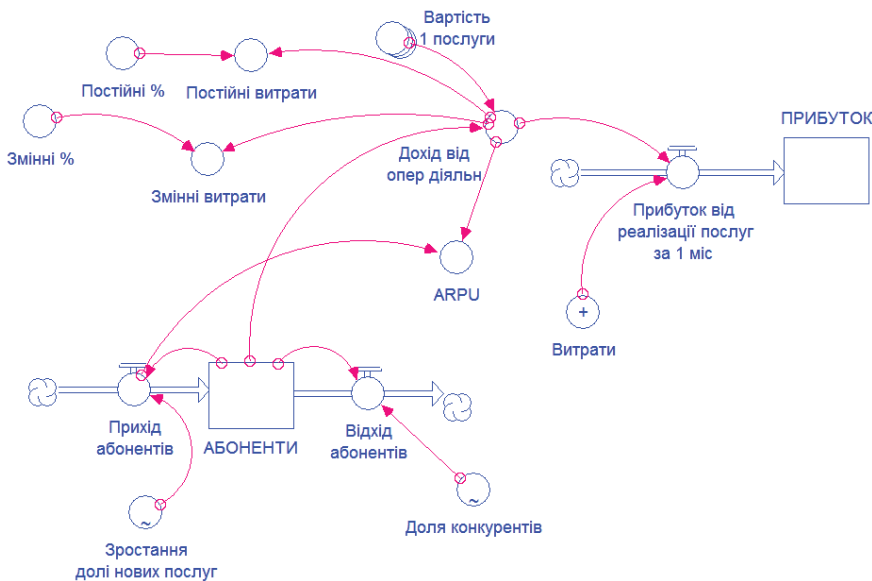 Вартість
1 послуги
Постійні %
Постійні витрати
ПРИБУТОК
Змінні %
Змінні витрати
Дохід від
опер діяльн
Прибуток від
реалізації послуг
за 1 міс
ARPU
+
Витрати
Прихід
абонентів
АБОНЕНТИ
Відхід
абонентів
~
Доля конкурентів
~
Зростання
долі нових послуг